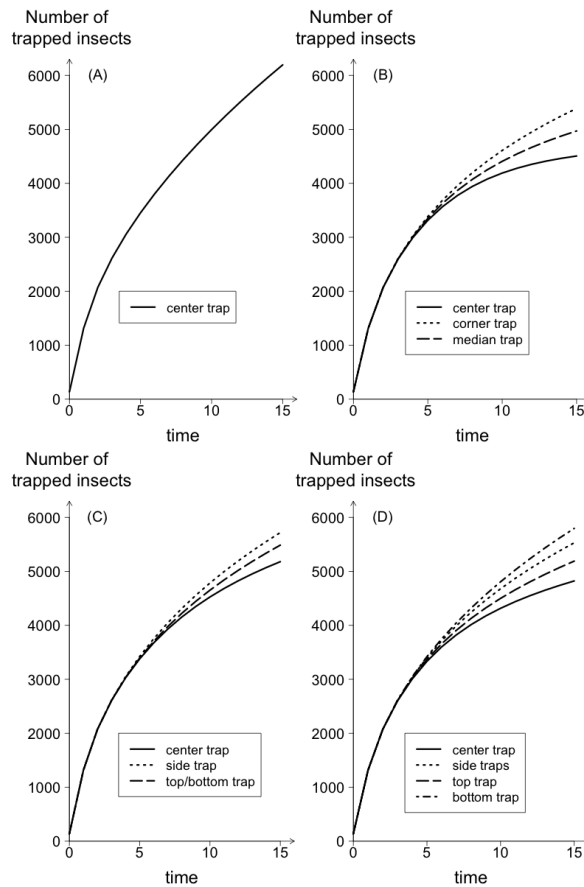 Number of
trapped insects
(A)
6000
5000
4000
3000
2000
1000
0
center trap
0
5
10
15
time
Number of
trapped insects
(B)
6000
5000
4000
3000
2000
1000
0
center trap
corner trap
median trap
0
5
10
15
time
Number of
trapped insects
(C)
6000
5000
4000
3000
2000
1000
0
center trap
side trap
top/bottom trap
0
5
10
15
time
Number of
trapped insects
(D)
6000
5000
4000
3000
2000
1000
0
center trap
side traps
top trap
bottom trap
0
5
10
15
time